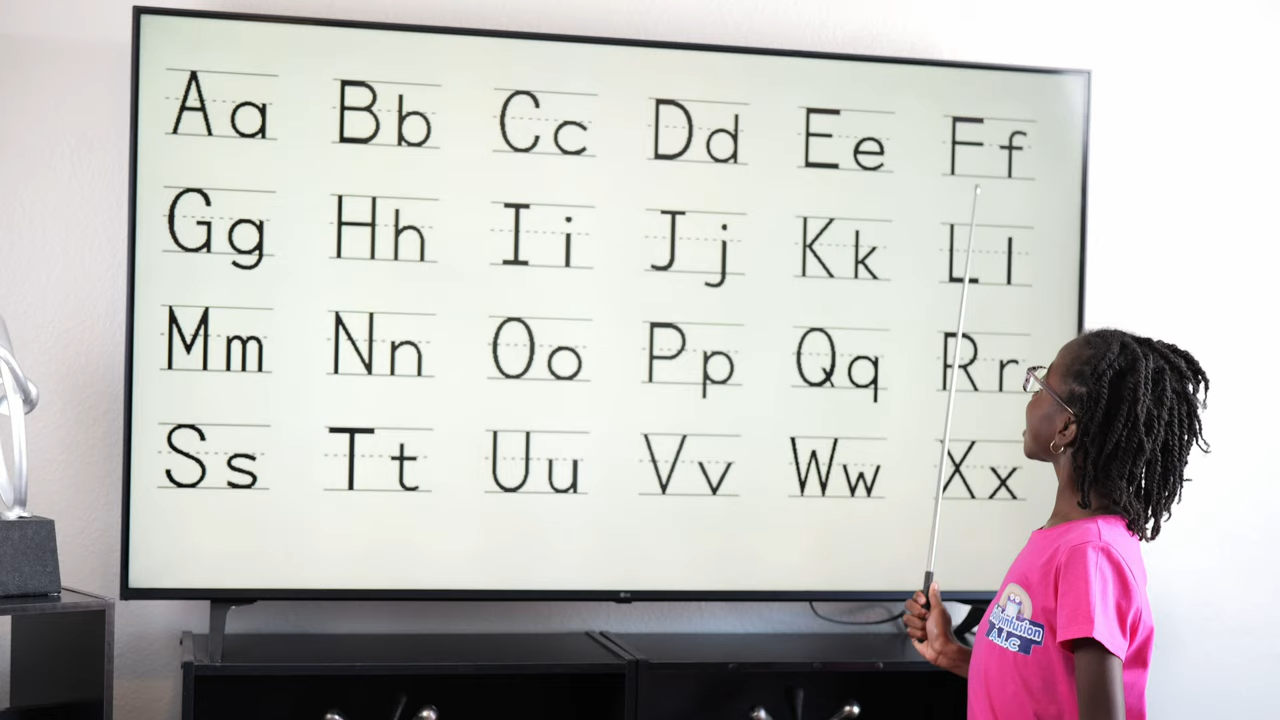 Aa Bb Cc Dd Ee Ff
Gg Hh Ii Jj Kk Ll
Mm Nn Oo Pp Qq Rr
Ss Tt Uu Vv Ww Xx
LG
A.i.C